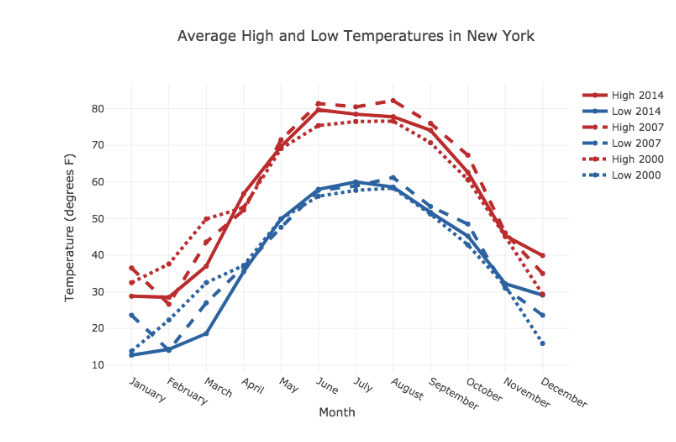 Average High and Low Temperatures in New York
High 2014
Low 2014
High 2007
Low 2007
High 2000
Low 2000
Temperature (degrees F)
80
70
60
50
40
30
20
10
January
February
March
April
May
June
July
August
September
October
November
December
Month